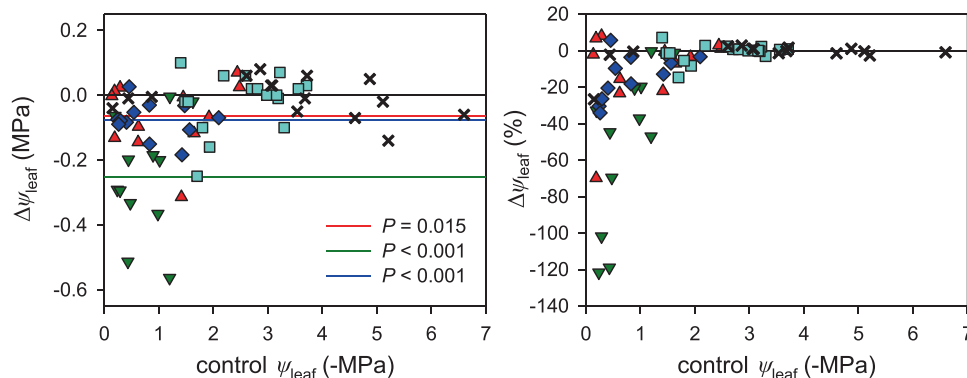 0.2
0.0
-0.2
-0.4
-0.6
Δψleaf (MPa)
P = 0.015
P < 0.001
P < 0.001
0 1 2 3 4 5 6 7
control ψleaf (-MPa)
20
0
-20
-40
-60
-80
-100
-120
-140
Δψleaf (%)
0 1 2 3 4 5 6 7
control ψleaf (-MPa)